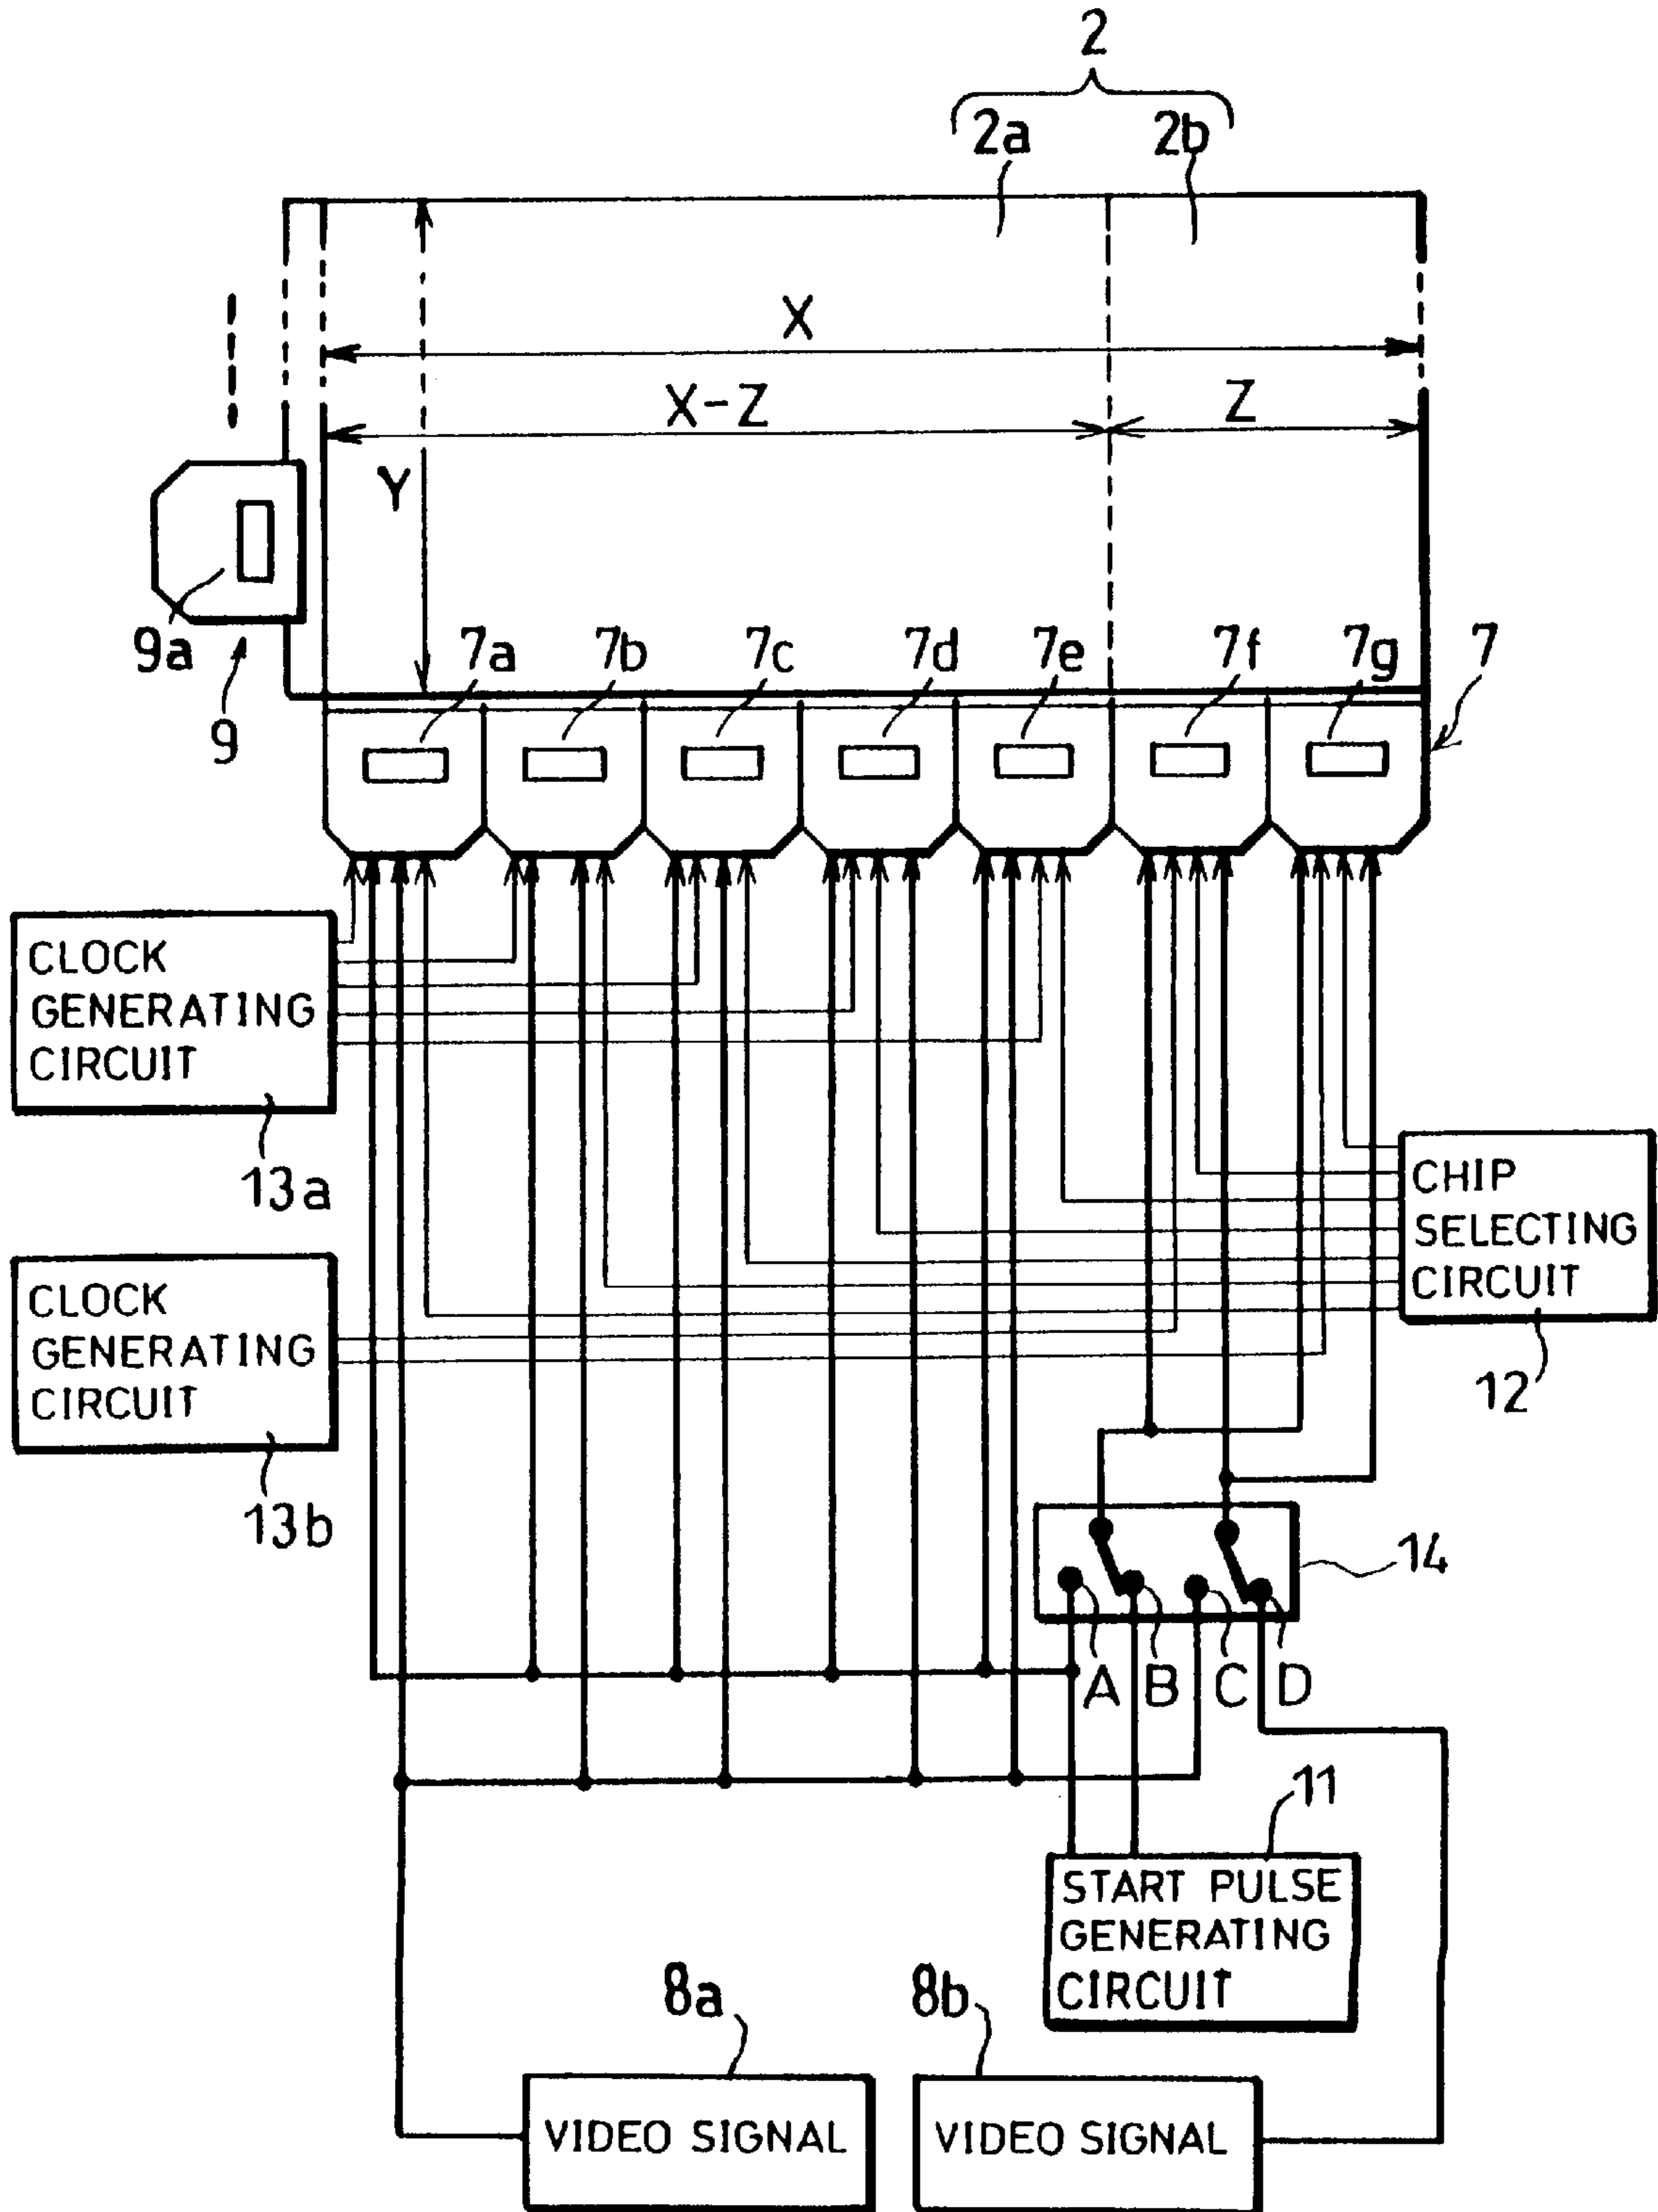 2
2a 2b
X
X-Z Z
Y
9a
9
7a 7b 7c 7d 7e 7f 7g 7
CLOCK
GENERATING
CIRCUIT
13a
CHIP
SELECTING
CIRCUIT
12
CLOCK
GENERATING
CIRCUIT
13b
14
A B C D
11
START PULSE
GENERATING
CIRCUIT
8a 8b
VIDEO SIGNAL
VIDEO SIGNAL